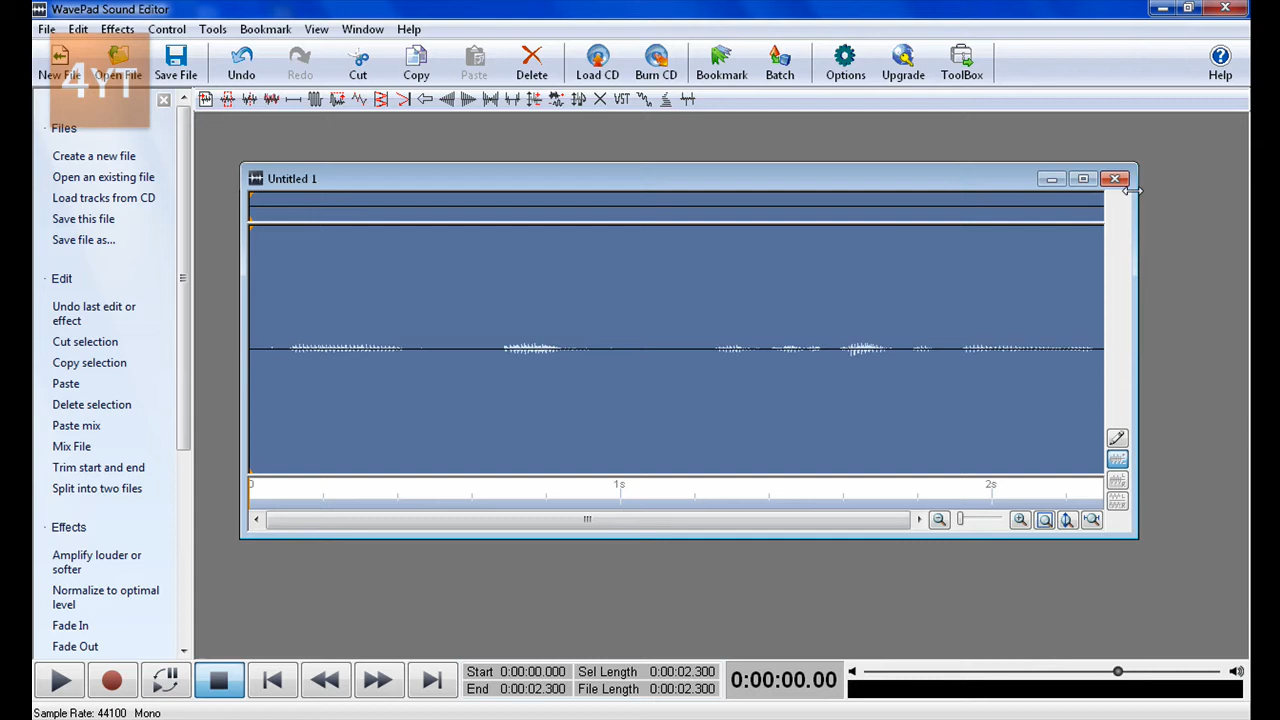 WavePad Sound Editor
File Edit Effects Control Tools Bookmark View Window Help
New File Open File Save File Undo Redo Cut Copy Paste Delete Load CD Burn CD Bookmark Batch Options Upgrade ToolBox Help
4YT
VST
Files
Create a new file
Open an existing file
Load tracks from CD
Save this file
Save file as...
Edit
Undo last edit or
effect
Cut selection
Copy selection
Paste
Delete selection
Paste mix
Mix File
Trim start and end
Split into two files
Effects
Amplify louder or
softer
Normalize to optimal
level
Fade In
Fade Out
Untitled 1
0 1s 2s
Start 0:00:00.000 Sel Length 0:00:02.300
End 0:00:02.300 File Length 0:00:02.300
0:00:00.00
Sample Rate: 44100 Mono